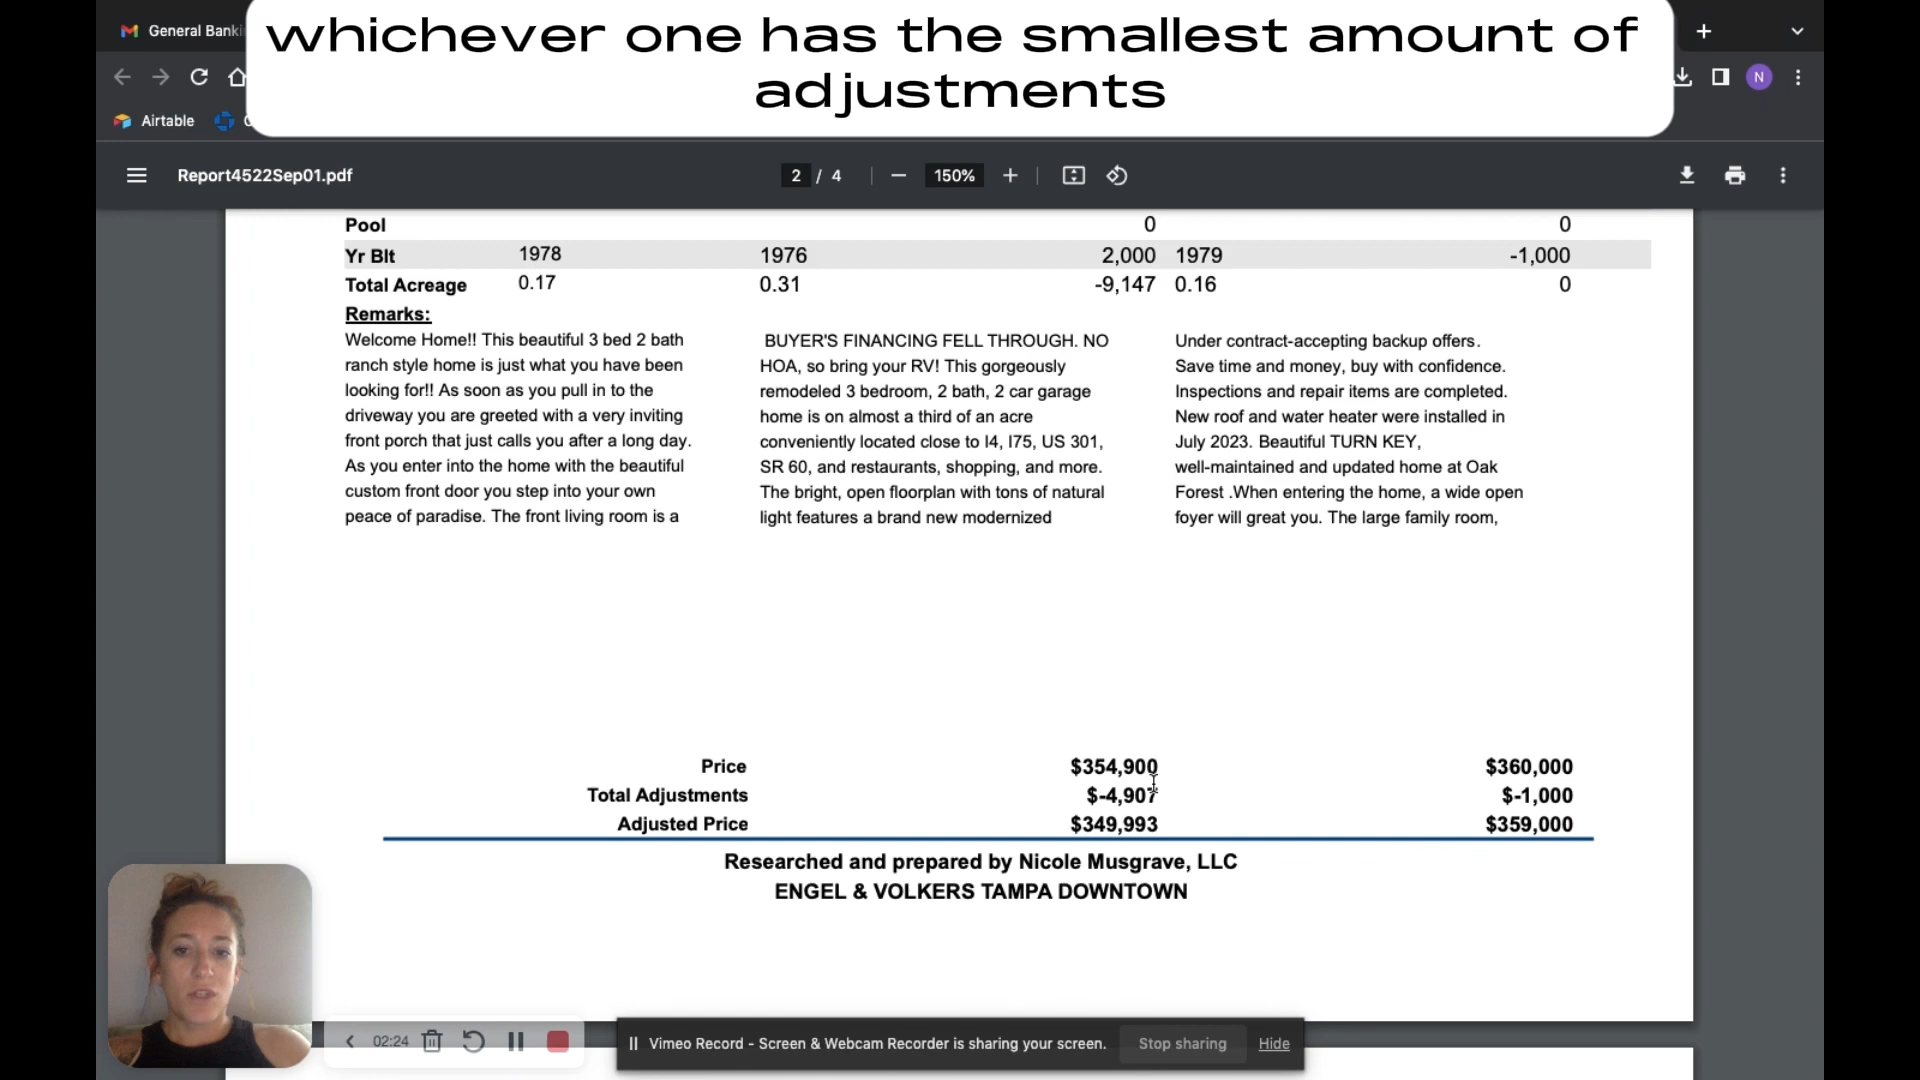 whichever one has the smallest amount of
adjustments
General Banki
N
Airtable
Report4522Sep01.pdf
2 / 4
150%
Pool 0 0
Yr Blt 1978 1976 2,000 1979 -1,000
Total Acreage 0.17 0.31 -9,147 0.16 0
Remarks:
Welcome Home!! This beautiful 3 bed 2 bath
ranch style home is just what you have been
looking for!! As soon as you pull in to the
driveway you are greeted with a very inviting
front porch that just calls you after a long day.
As you enter into the home with the beautiful
custom front door you step into your own
peace of paradise. The front living room is a
BUYER'S FINANCING FELL THROUGH. NO
HOA, so bring your RV! This gorgeously
remodeled 3 bedroom, 2 bath, 2 car garage
home is on almost a third of an acre
conveniently located close to I4, I75, US 301,
SR 60, and restaurants, shopping, and more.
The bright, open floorplan with tons of natural
light features a brand new modernized
Under contract-accepting backup offers.
Save time and money, buy with confidence.
Inspections and repair items are completed.
New roof and water heater were installed in
July 2023. Beautiful TURN KEY,
well-maintained and updated home at Oak
Forest .When entering the home, a wide open
foyer will great you. The large family room,
Price $354,900 $360,000
Total Adjustments $-4,907 $-1,000
Adjusted Price $349,993 $359,000
Researched and prepared by Nicole Musgrave, LLC
ENGEL & VOLKERS TAMPA DOWNTOWN
02:24
Vimeo Record - Screen & Webcam Recorder is sharing your screen.
Stop sharing
Hide